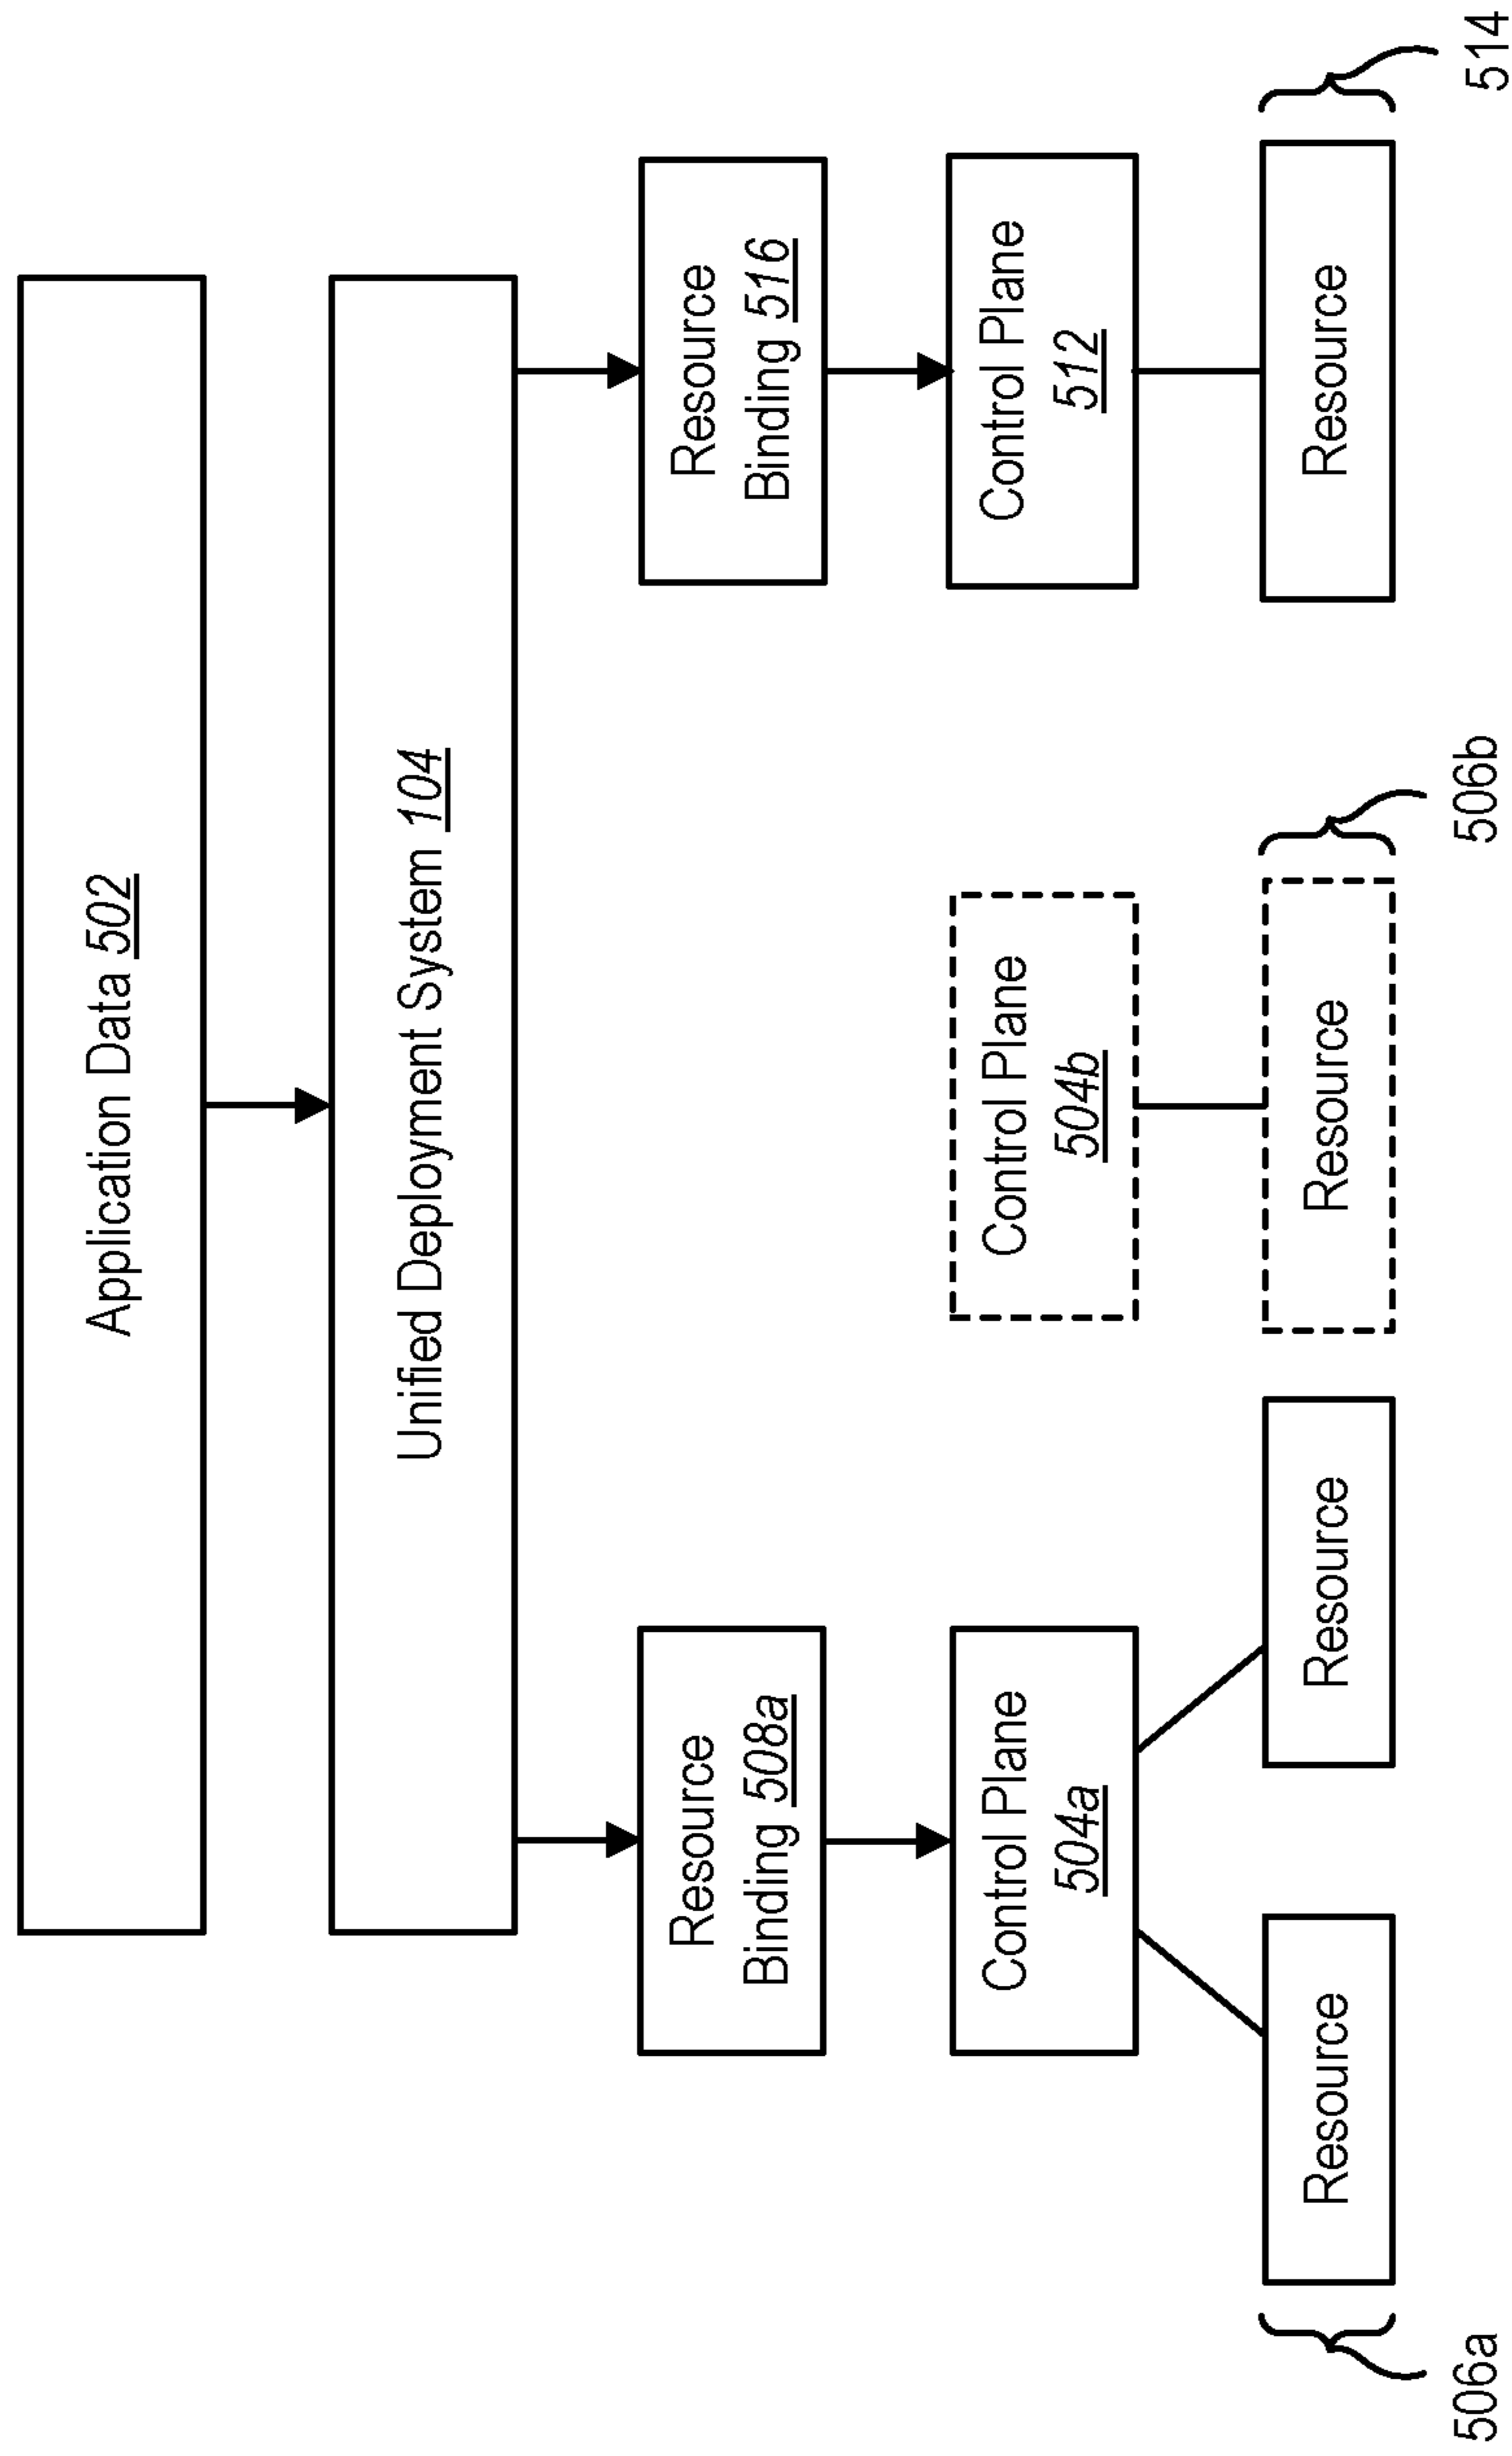 Application Data 502
Unified Deployment System 104
Resource
Binding 508a
Resource
Binding 516
Control Plane
504a
Control Plane
504b
Control Plane
512
Resource
Resource
Resource
Resource
506a
506b
514